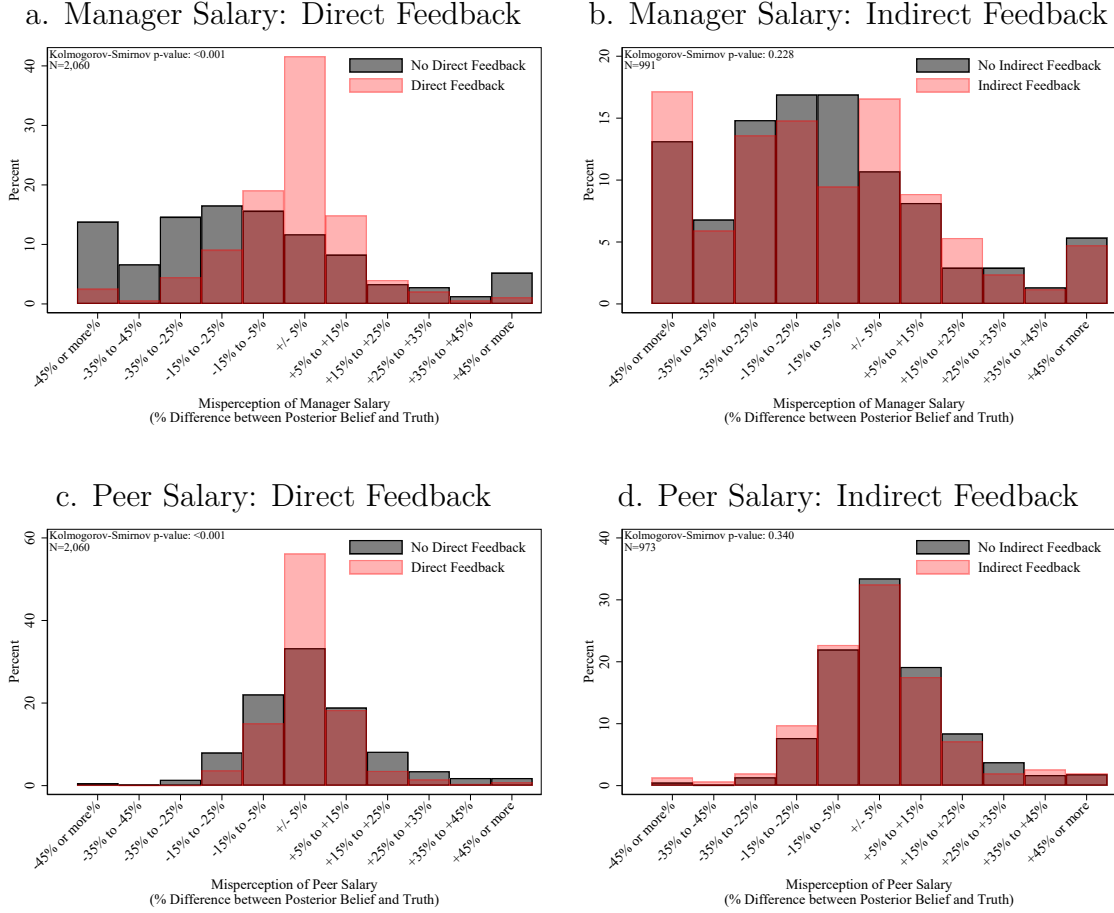 a. Manager Salary: Direct Feedback
Kolmogorov-Smirnov p-value: <0.001
N=2,060
No Direct Feedback
Direct Feedback
Percent
0
10
20
30
40
-45% or more%
-35% to -45%
-35% to -25%
-15% to -25%
-15% to -5%
+/- 5%
+5% to +15%
+15% to +25%
+25% to +35%
+35% to +45%
+45% or more
Misperception of Manager Salary
(% Difference between Posterior Belief and Truth)
b. Manager Salary: Indirect Feedback
Kolmogorov-Smirnov p-value: 0.228
N=991
No Indirect Feedback
Indirect Feedback
Percent
0
5
10
15
20
-45% or more%
-35% to -45%
-35% to -25%
-15% to -25%
-15% to -5%
+/- 5%
+5% to +15%
+15% to +25%
+25% to +35%
+35% to +45%
+45% or more
Misperception of Manager Salary
(% Difference between Posterior Belief and Truth)
c. Peer Salary: Direct Feedback
Kolmogorov-Smirnov p-value: <0.001
N=2,060
No Direct Feedback
Direct Feedback
Percent
0
20
40
60
-45% or more%
-35% to -45%
-35% to -25%
-15% to -25%
-15% to -5%
+/- 5%
+5% to +15%
+15% to +25%
+25% to +35%
+35% to +45%
+45% or more
Misperception of Peer Salary
(% Difference between Posterior Belief and Truth)
d. Peer Salary: Indirect Feedback
Kolmogorov-Smirnov p-value: 0.340
N=973
No Indirect Feedback
Indirect Feedback
Percent
0
10
20
30
40
-45% or more%
-35% to -45%
-35% to -25%
-15% to -25%
-15% to -5%
+/- 5%
+5% to +15%
+15% to +25%
+25% to +35%
+35% to +45%
+45% or more
Misperception of Peer Salary
(% Difference between Posterior Belief and Truth)